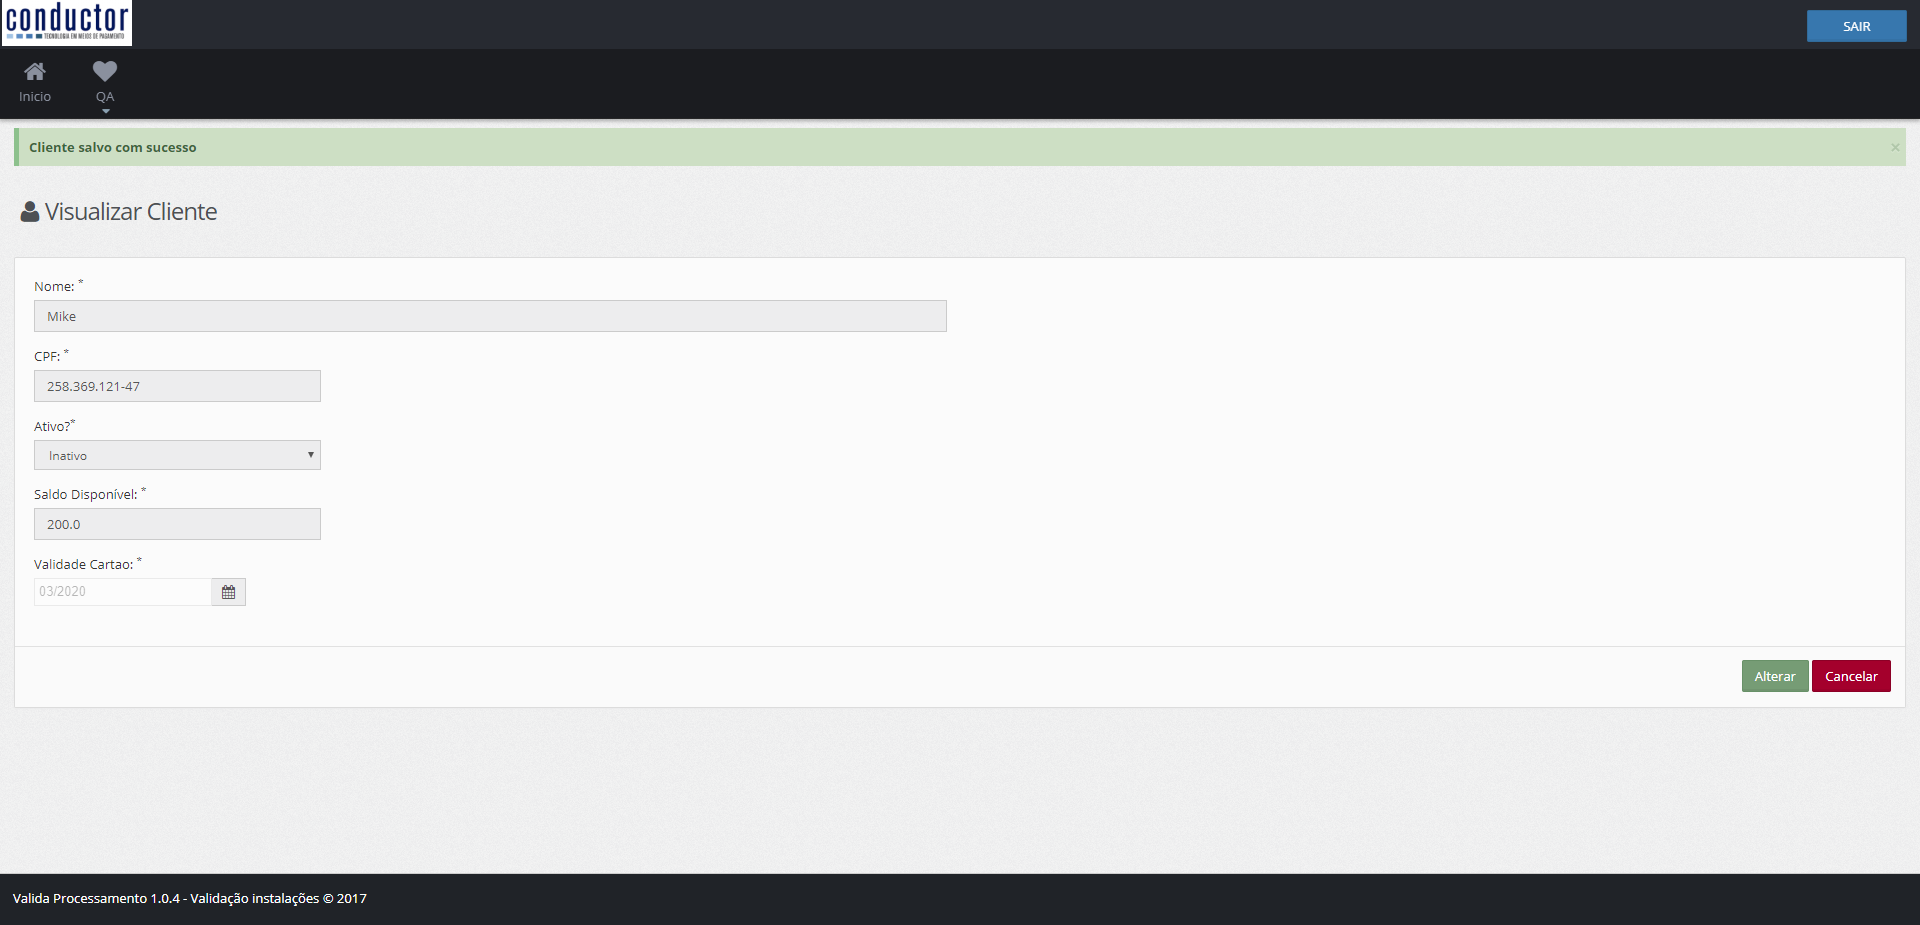 conductor
TECNOLOGIA EM MEIOS DE PAGAMENTO
SAIR
Inicio
QA
Cliente salvo com sucesso
×
Visualizar Cliente
Nome: *
Mike
CPF: *
258.369.121-47
Ativo?*
Inativo
Saldo Disponível: *
200.0
Validade Cartao: *
03/2020
Alterar
Cancelar
Valida Processamento 1.0.4 - Validação instalações © 2017